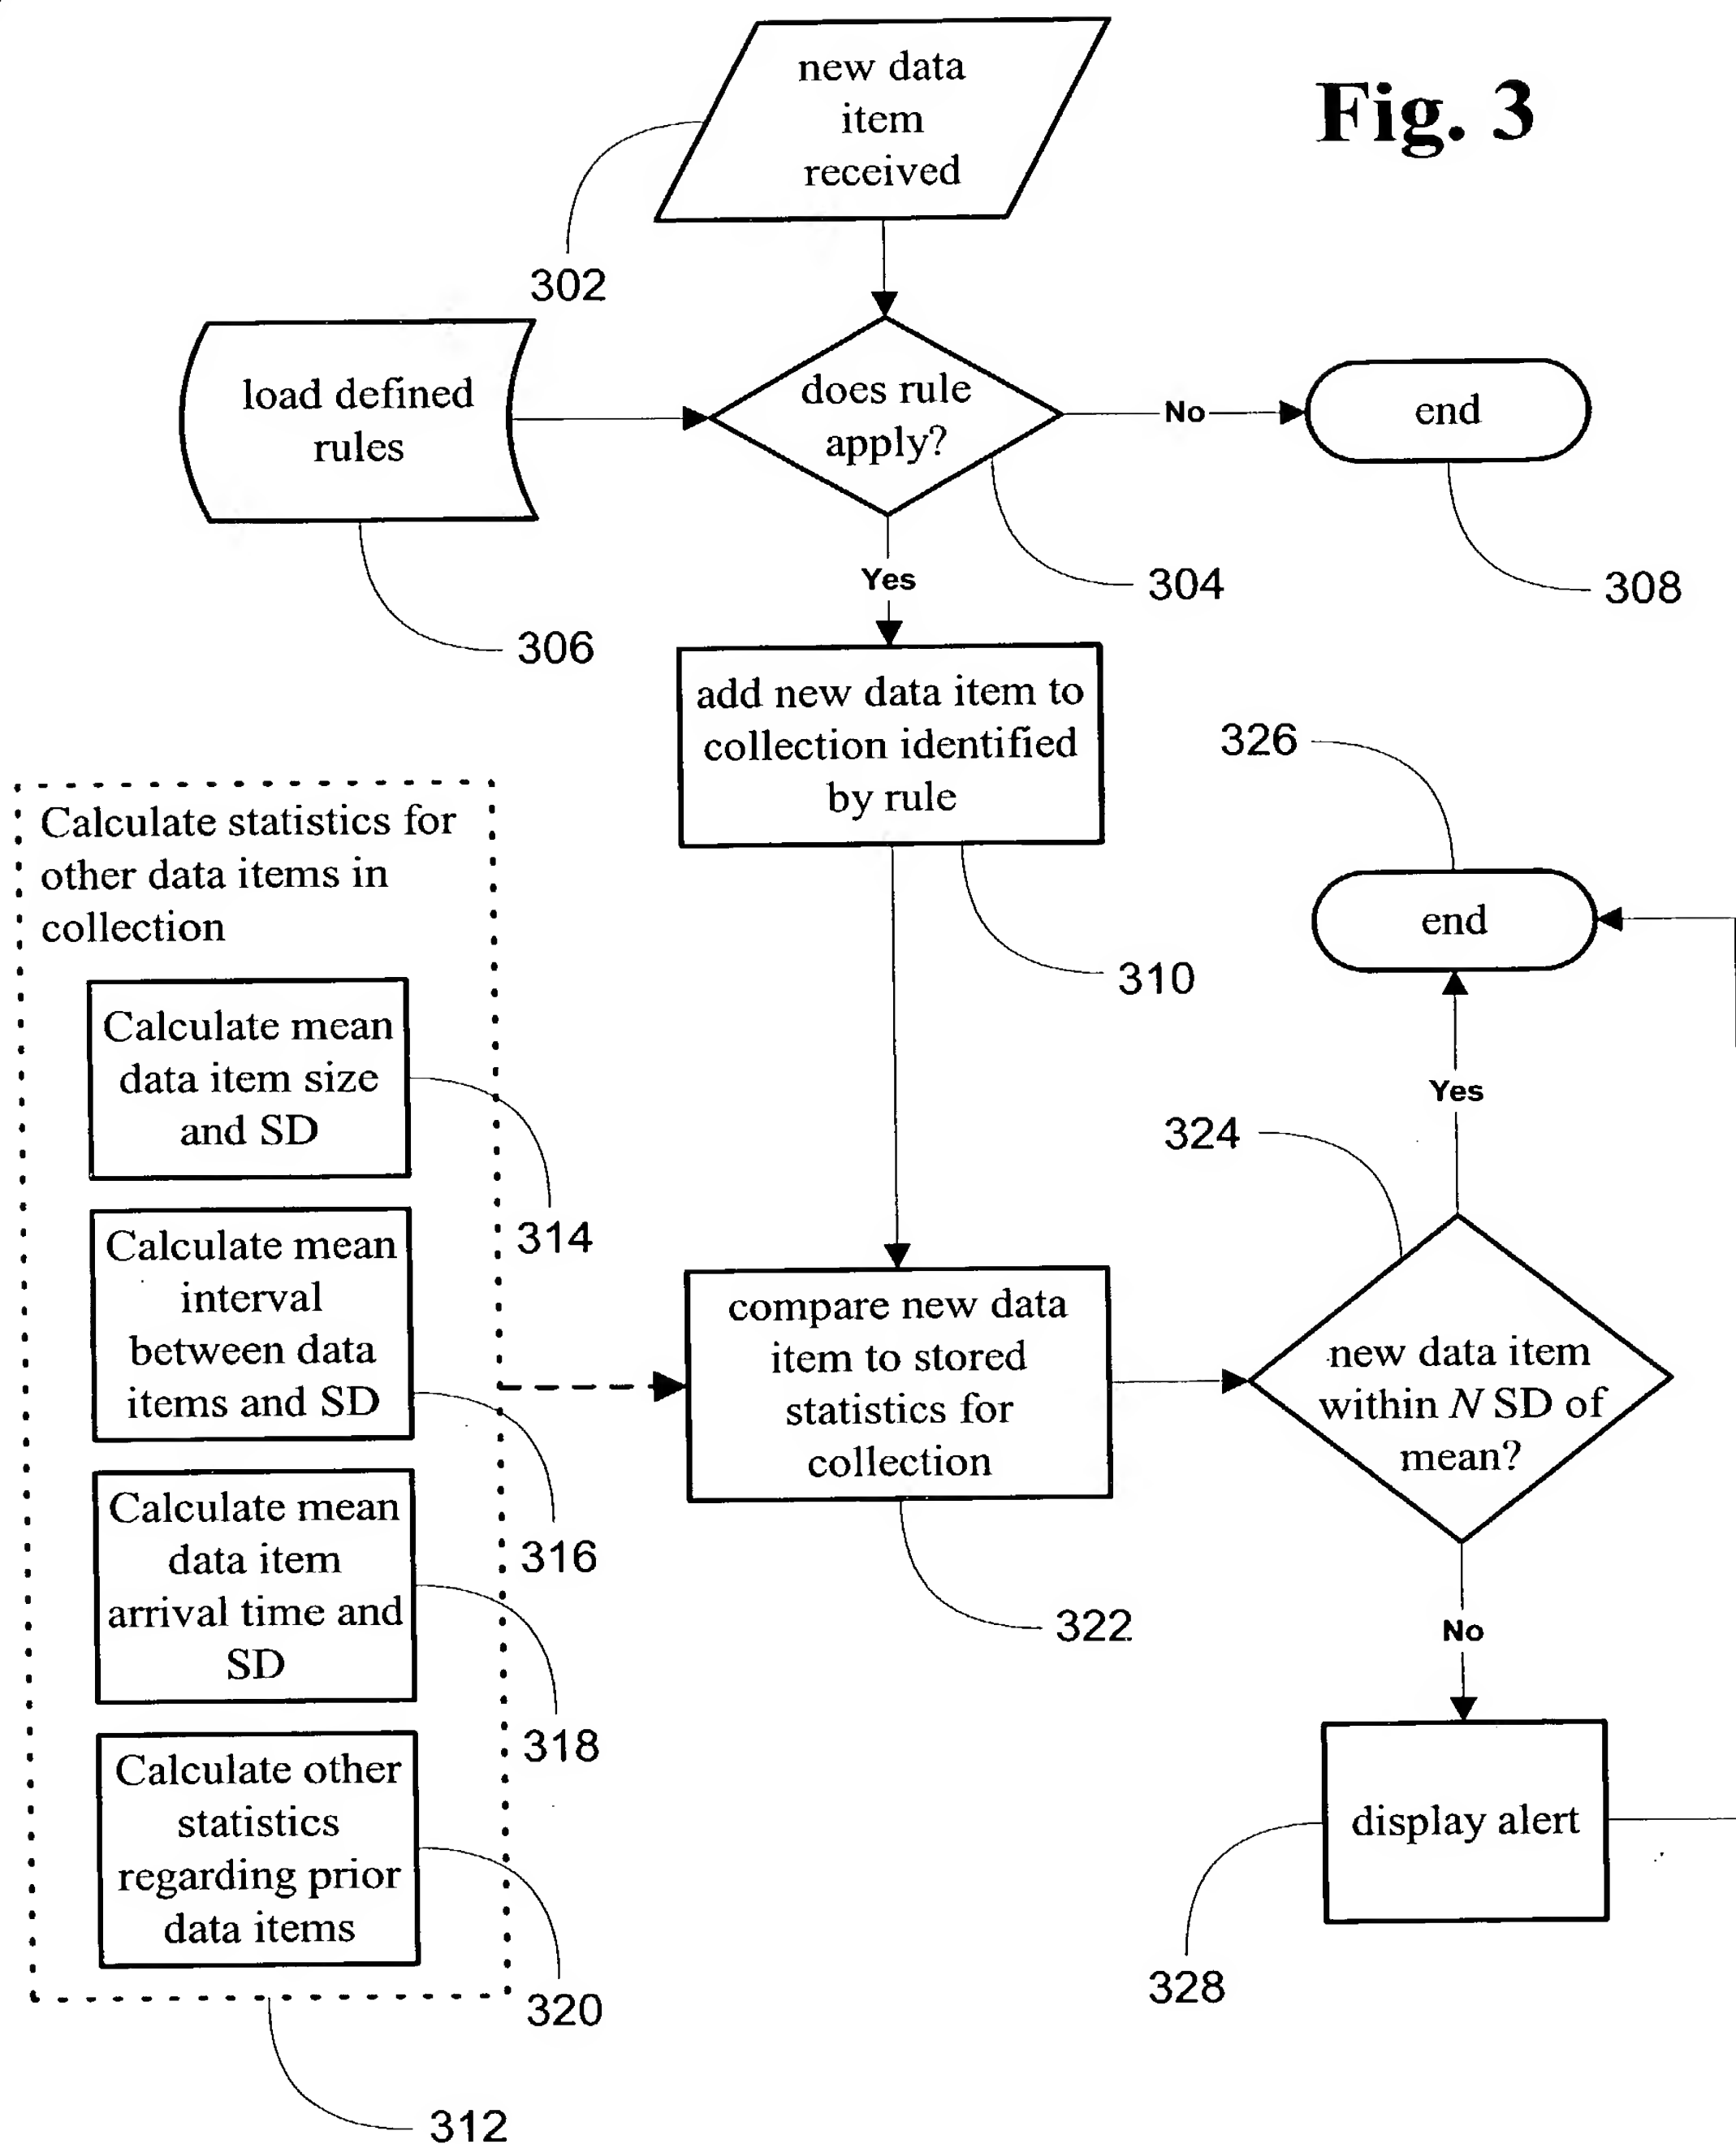 new data
item
received
Fig. 3
302
load defined
rules
does rule
apply?
No
end
Yes
304
308
306
add new data item to
collection identified
by rule
326
Calculate statistics for
other data items in
collection
end
310
Calculate mean
data item size
and SD
Yes
324
314
Calculate mean
interval
between data
items and SD
compare new data
item to stored
statistics for
collection
new data item
within N SD of
mean?
Calculate mean
data item
arrival time and
SD
316
322
No
318
Calculate other
statistics
regarding prior
data items
display alert
328
320
312